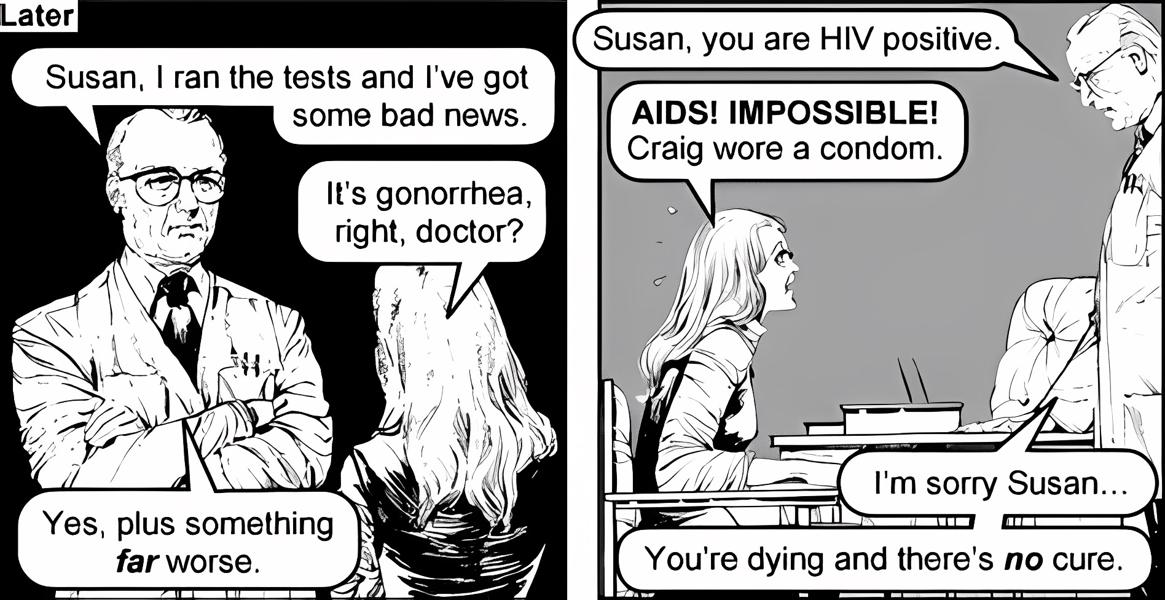 Later
Susan, I ran the tests and I've got
some bad news.
It's gonorrhea,
right, doctor?
Yes, plus something
far worse.
Susan, you are HIV positive.
AIDS! IMPOSSIBLE!
Craig wore a condom.
I'm sorry Susan...
You're dying and there's no cure.